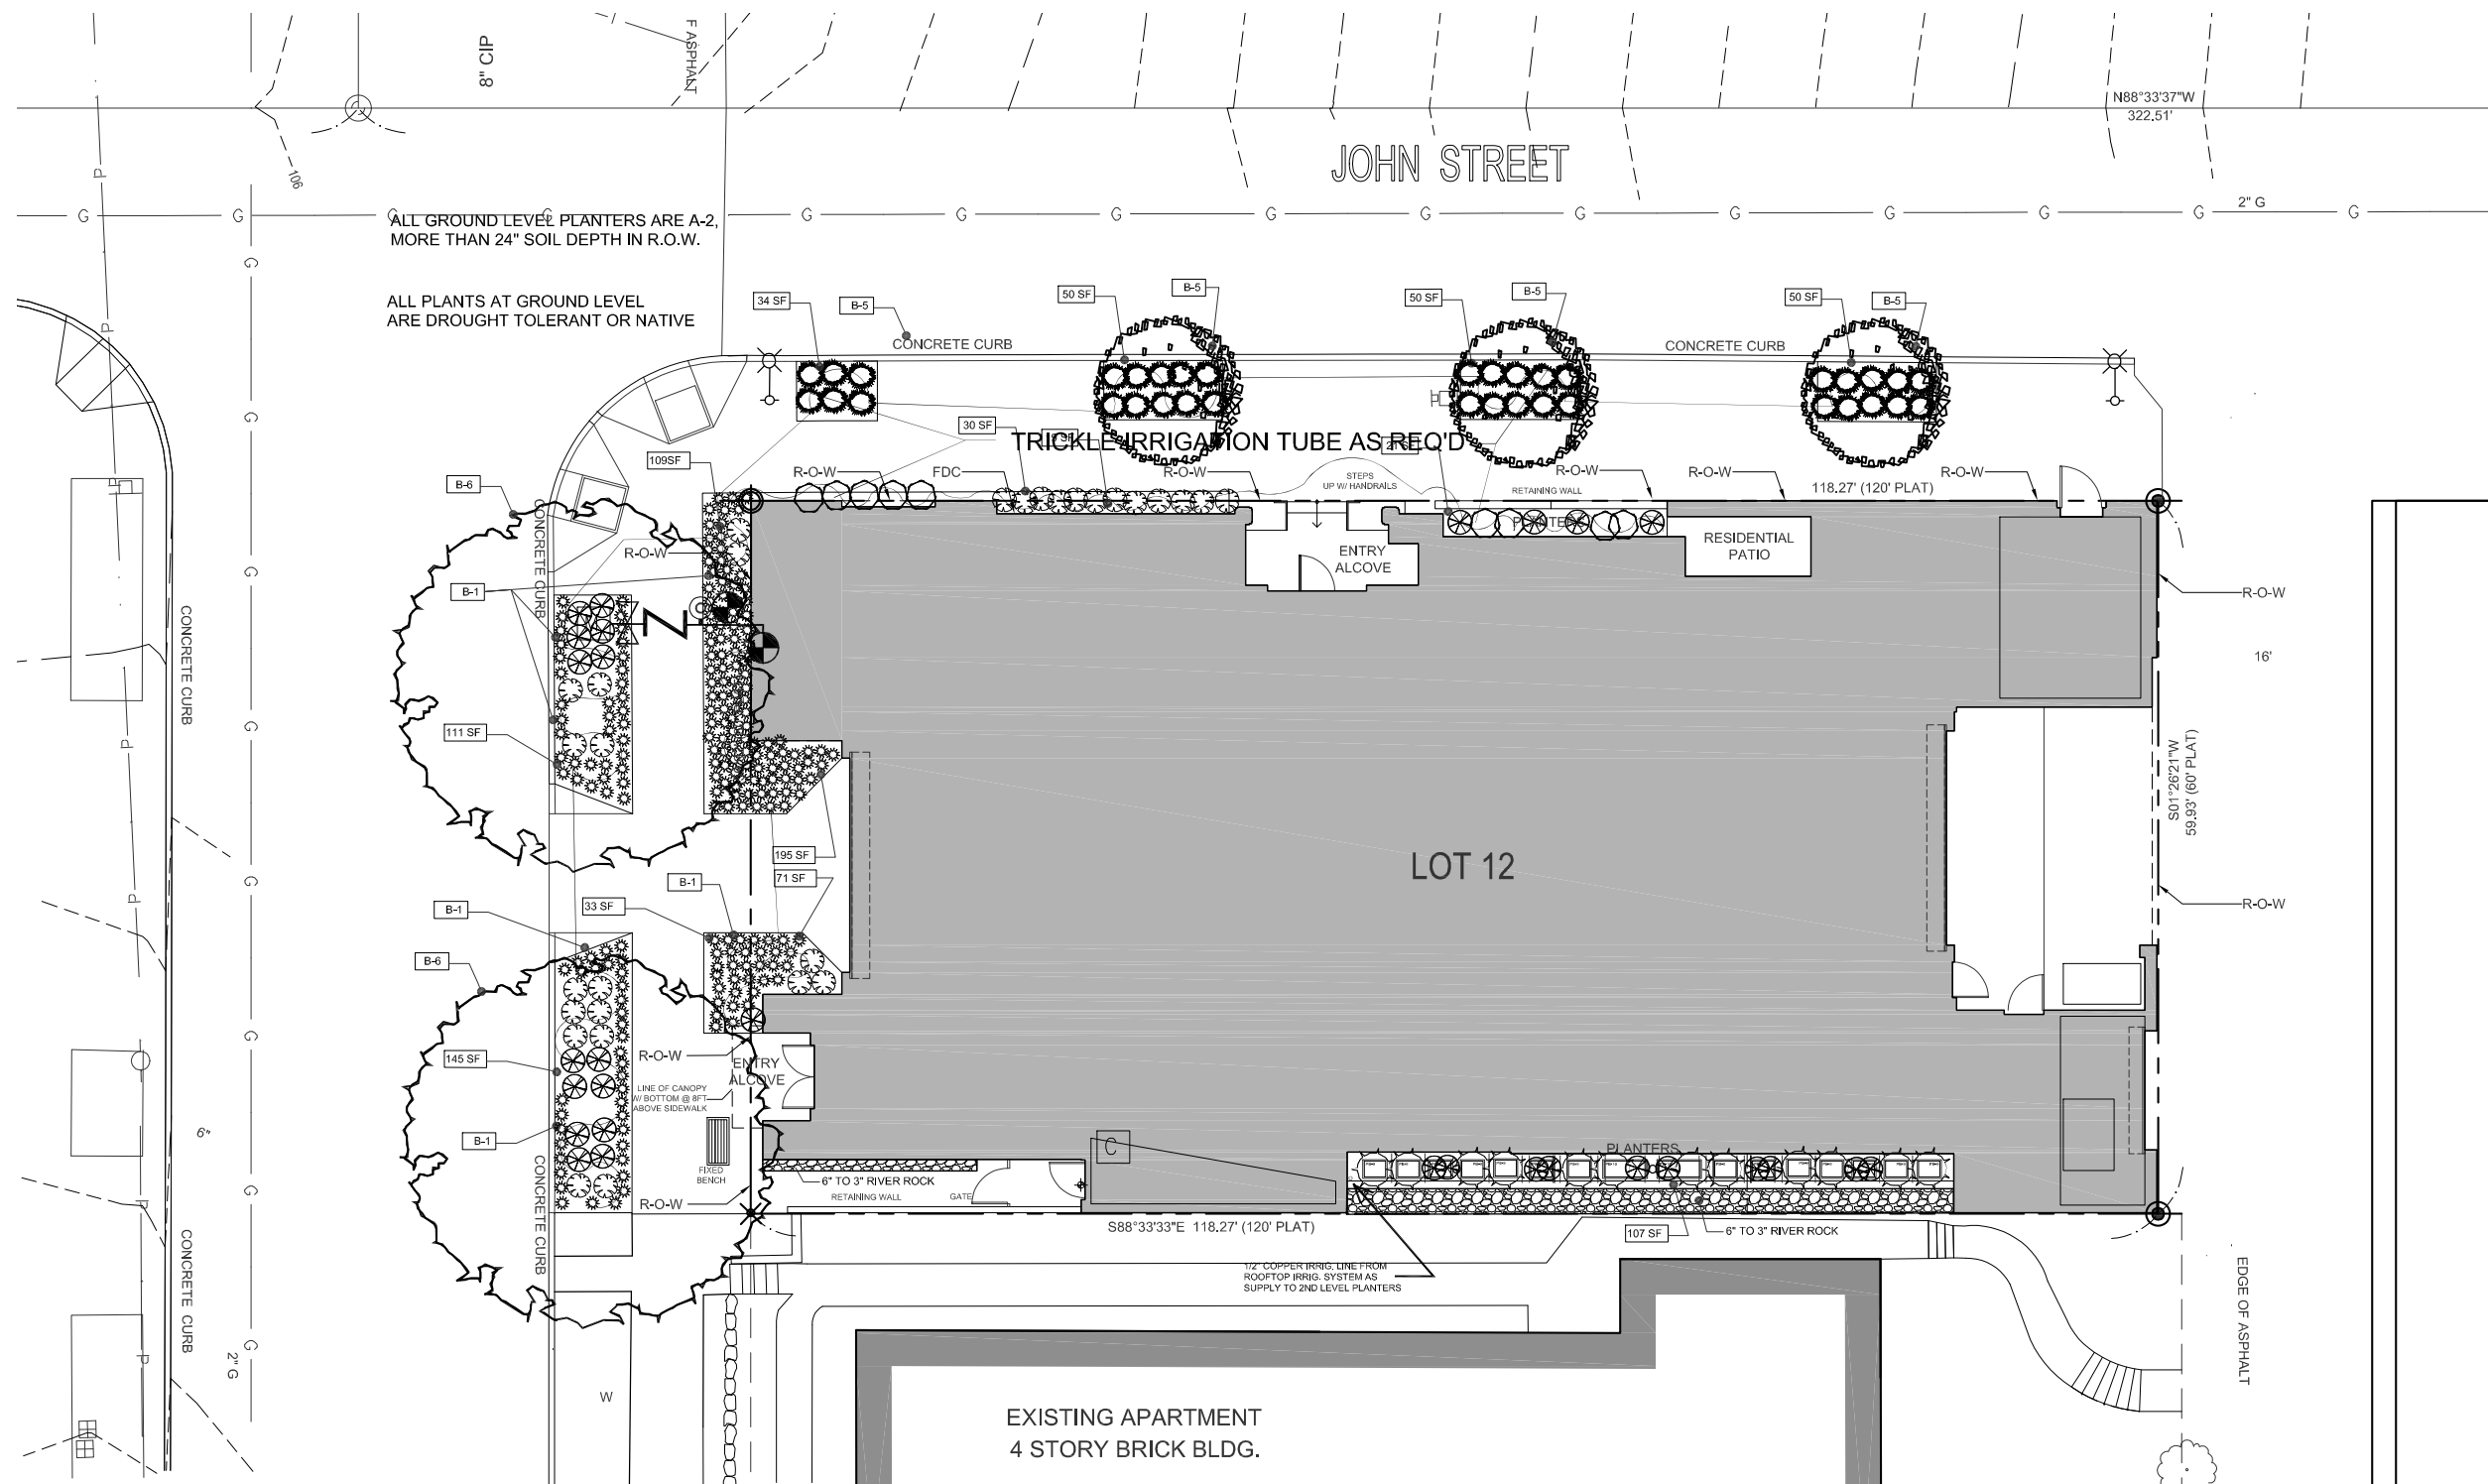 8" CIP
F ASPHALT
N88°33'37"W
322.51'
JOHN STREET
106
G
G
G
G
G
G
G
G
G
G
G
G
G
G
2" G
G
ALL GROUND LEVEL PLANTERS ARE A-2,
MORE THAN 24" SOIL DEPTH IN R.O.W.
ALL PLANTS AT GROUND LEVEL
ARE DROUGHT TOLERANT OR NATIVE
34 SF
B-5
50 SF
B-5
50 SF
B-5
50 SF
B-5
CONCRETE CURB
CONCRETE CURB
30 SF
TRICKLE IRRIGATION TUBE AS REQ'D
109SF
R-O-W
FDC
R-O-W
STEPS
UP W/ HANDRAILS
R-O-W
R-O-W
R-O-W
RETAINING WALL
118.27' (120' PLAT)
B-6
CONCRETE CURB
R-O-W
B-1
PLANTERS
ENTRY
ALCOVE
RESIDENTIAL
PATIO
R-O-W
16'
CONCRETE CURB
111 SF
S01°26'21"W
59.93' (60' PLAT)
195 SF
71 SF
B-1
33 SF
B-1
LOT 12
R-O-W
B-6
145 SF
R-O-W
ENTRY
ALCOVE
LINE OF CANOPY
W/ BOTTOM @ 8FT
ABOVE SIDEWALK
B-1
6"
C
PLANTERS
FIXED
BENCH
6" TO 3" RIVER ROCK
RETAINING WALL
GATE
R-O-W
CONCRETE CURB
S88°33'33"E 118.27' (120' PLAT)
107 SF
6" TO 3" RIVER ROCK
1/2" COPPER IRRIG. LINE FROM
ROOFTOP IRRIG. SYSTEM AS
SUPPLY TO 2ND LEVEL PLANTERS
CONCRETE CURB
2" G
EDGE OF ASPHALT
W
EXISTING APARTMENT
4 STORY BRICK BLDG.